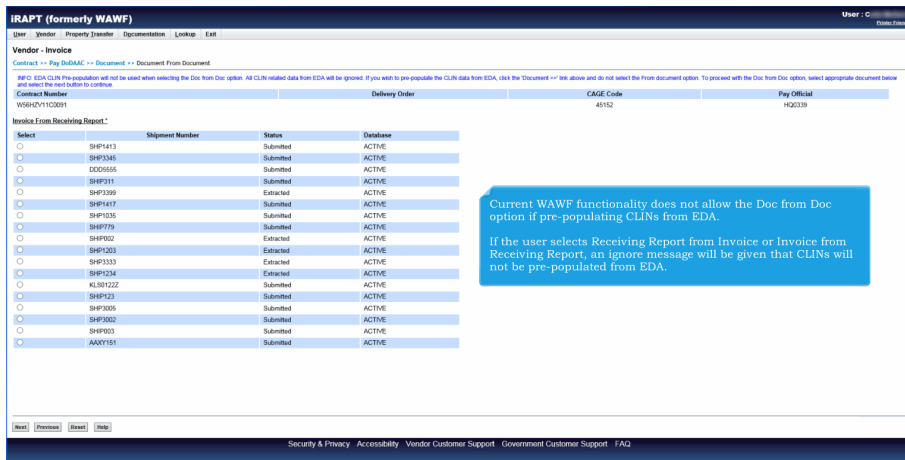 iRAPT (formerly WAWF)
User : C
Printer Frien
User Vendor Property Transfer Documentation Lookup Exit
Vendor - Invoice
Contract >> Pay DoDAAC >> Document >> Document From Document
INFO: EDA CLIN Pre-population will not be used when selecting the Doc from Doc option. All CLIN related data from EDA will be ignored. If you wish to pre-populate the CLIN data from EDA, click the 'Document >>' link above and do not select the From document option. To proceed with the Doc from Doc option, select appropriate document below
and select the next button to continue.
Contract Number Delivery Order CAGE Code Pay Official
W56HZV11C0091 45152 HQ0339
Invoice From Receiving Report *
Select Shipment Number Status Database
SHP1413 Submitted ACTIVE
SHP3345 Submitted ACTIVE
DDD5555 Submitted ACTIVE
SHIP311 Submitted ACTIVE
SHP3399 Extracted ACTIVE
SHP1417 Submitted ACTIVE
SHP1035 Submitted ACTIVE
SHIP779 Submitted ACTIVE
SHIP002 Extracted ACTIVE
SHP1203 Extracted ACTIVE
SHP3333 Extracted ACTIVE
SHP1234 Extracted ACTIVE
KLS8122Z Submitted ACTIVE
SHIP123 Submitted ACTIVE
SHP3005 Submitted ACTIVE
SHP3002 Submitted ACTIVE
SHIP003 Submitted ACTIVE
AAXY151 Submitted ACTIVE
Current WAWF functionality does not allow the Doc from Doc
option if pre-populating CLINs from EDA.
If the user selects Receiving Report from Invoice or Invoice from
Receiving Report, an ignore message will be given that CLINs will
not be pre-populated from EDA.
Next Previous Reset Help
Security & Privacy Accessibility Vendor Customer Support Government Customer Support FAQ